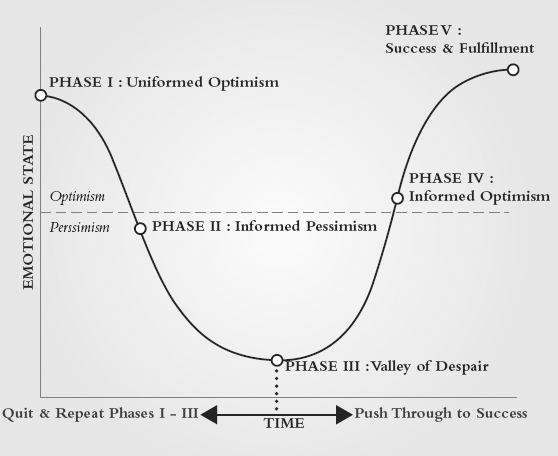 PHASE V :
Success & Fulfillment
PHASE I : Uniformed Optimism
PHASE IV :
Informed Optimism
Optimism
Perssimism
PHASE II : Informed Pessimism
EMOTIONAL STATE
PHASE III : Valley of Despair
Quit & Repeat Phases I - III
Push Through to Success
TIME